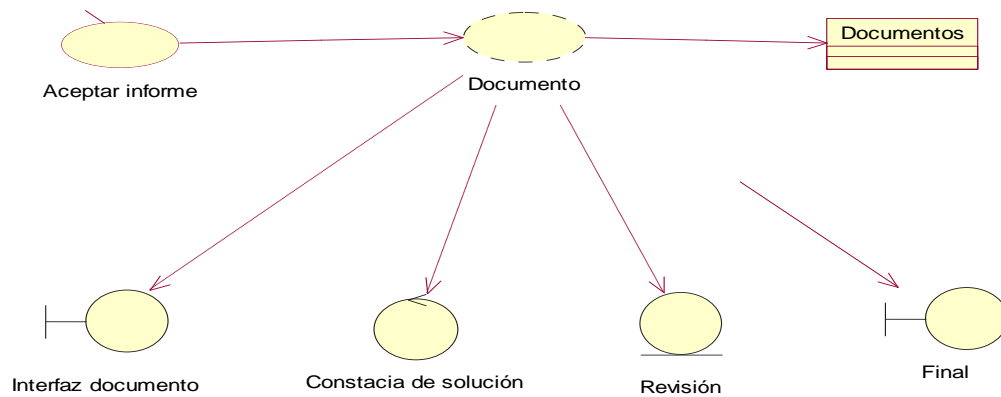 Aceptar informe
Documento
Documentos
Interfaz documento
Constacia de solución
Revisión
Final